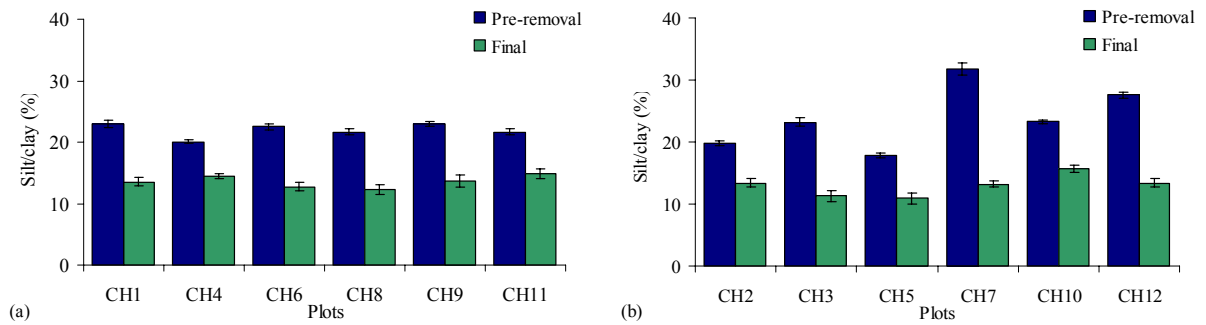 40
30
20
10
0
Silt/clay (%)
Pre-removal
Final
CH1 CH4 CH6 CH8 CH9 CH11
Plots
(a)
40
30
20
10
0
Silt/clay (%)
Pre-removal
Final
CH2 CH3 CH5 CH7 CH10 CH12
Plots
(b)